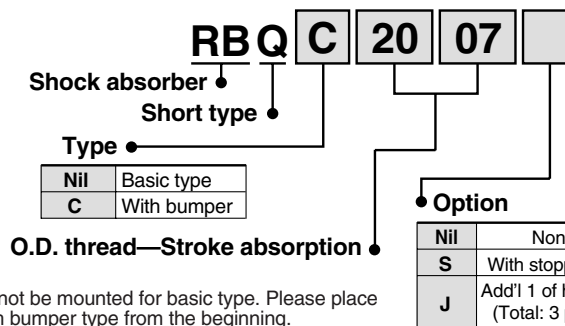 RB Q C 20 07
Shock absorber
Short type
Type
Nil Basic type
C With bumper
Option
Nil
S With
J Add'l 1 of
(Total: 3
O.D. thread—Stroke absorption
not be mounted for basic type. Please place
bumper type from the beginning.